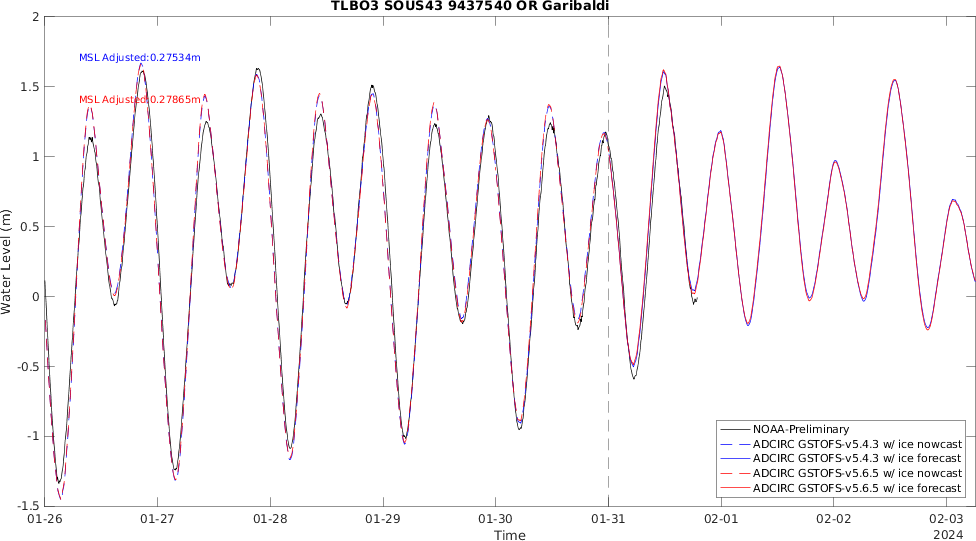 TLBO3 SOUS43 9437540 OR Garibaldi
2
1.5
1
0.5
0
-0.5
-1
-1.5
Water Level (m)
MSL Adjusted:0.27534m
MSL Adjusted:0.27865m
NOAA-Preliminary
ADCIRC GSTOFS-v5.4.3 w/ ice nowcast
ADCIRC GSTOFS-v5.4.3 w/ ice forecast
ADCIRC GSTOFS-v5.6.5 w/ ice nowcast
ADCIRC GSTOFS-v5.6.5 w/ ice forecast
01-26 01-27 01-28 01-29 01-30 01-31 02-01 02-02 02-03
Time
2024